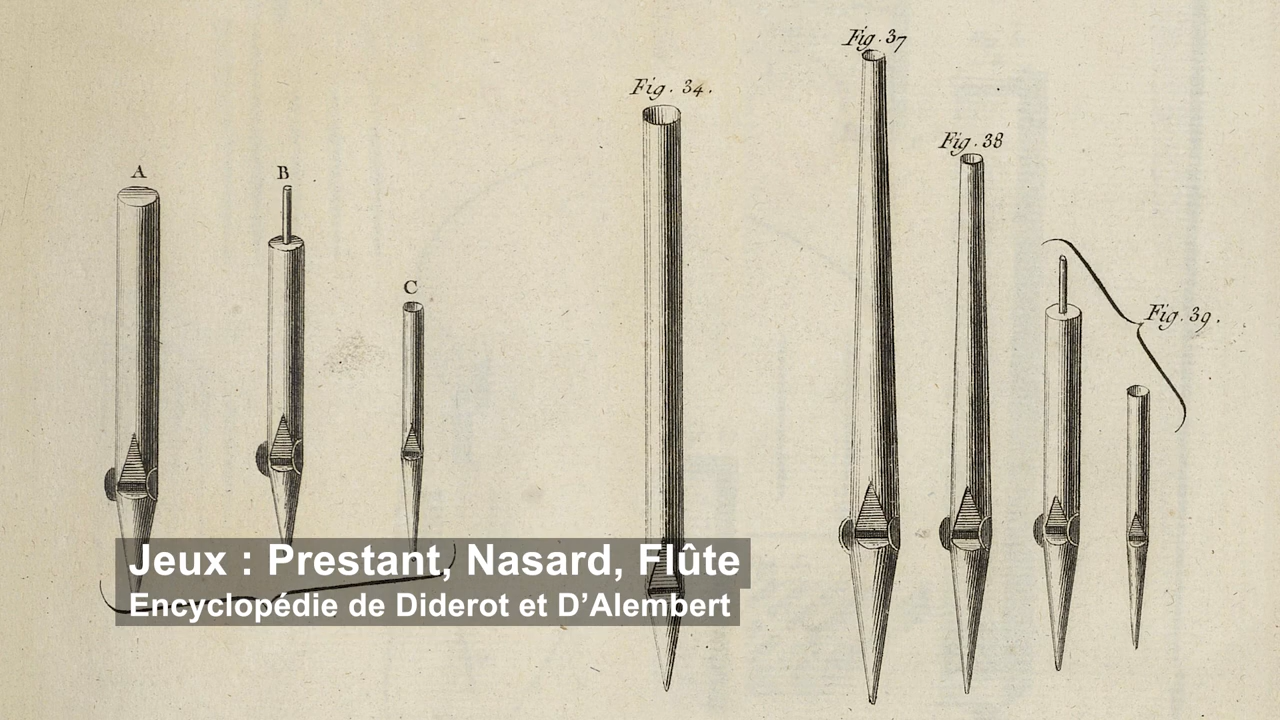 Fig. 37
Fig. 34.
Fig. 38
A
B
C
Fig. 39.
Jeux : Prestant, Nasard, Flûte
Encyclopédie de Diderot et D’Alembert